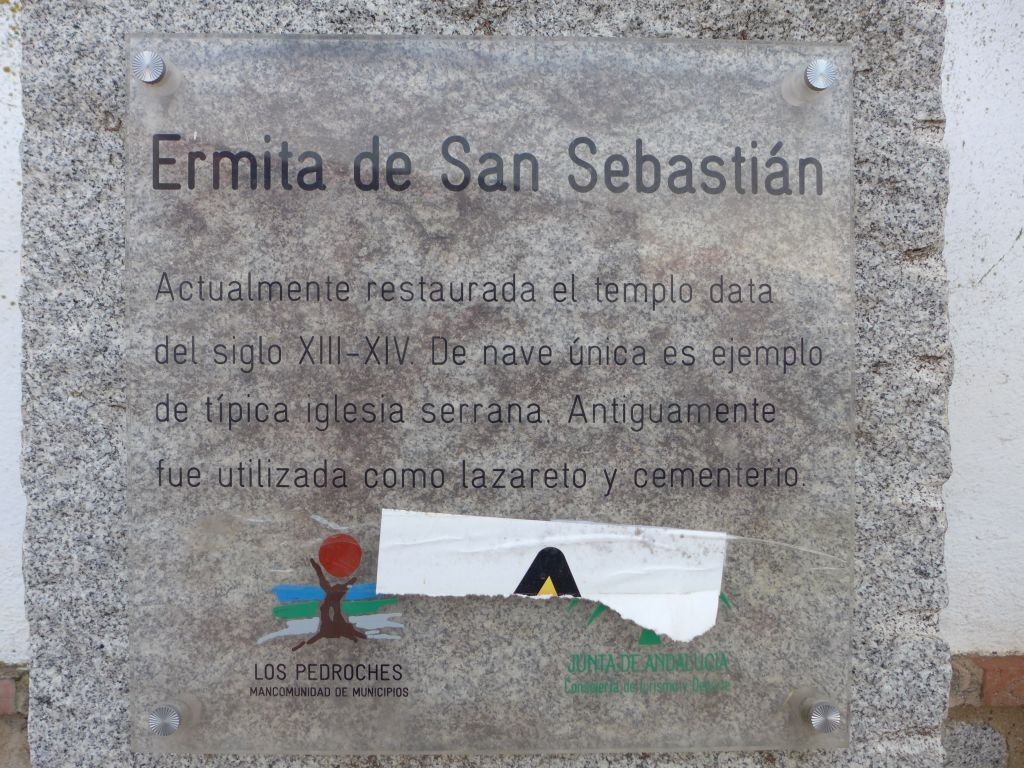 Ermita de San Sebastián
Actualmente restaurada el templo data
del siglo XIII-XIV. De nave única es ejemplo
de típica iglesia serrana. Antiguamente
fue utilizada como lazareto y cementerio.
LOS PEDROCHES
MANCOMUNIDAD DE MUNICIPIOS
JUNTA DE ANDALUCIA
Consejería de Turismo y Deporte